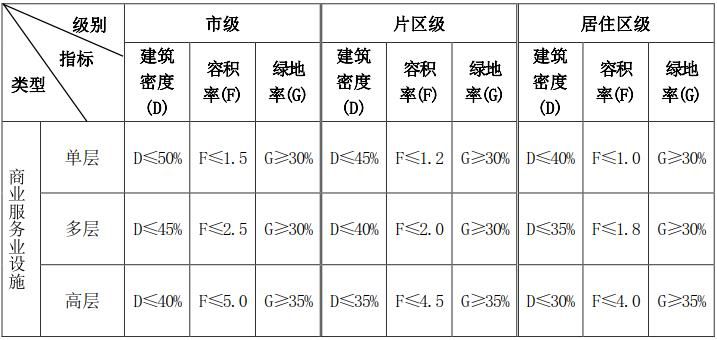 级别 市级 片区级 居住区级
指标
类型
建筑密度(D) 容积率(F) 绿地率(G) 建筑密度(D) 容积率(F) 绿地率(G) 建筑密度(D) 容积率(F) 绿地率(G)
商业服务业设施
单层 D≤50% F≤1.5 G≥30% D≤45% F≤1.2 G≥30% D≤40% F≤1.0 G≥30%
多层 D≤45% F≤2.5 G≥30% D≤40% F≤2.0 G≥30% D≤35% F≤1.8 G≥30%
高层 D≤40% F≤5.0 G≥35% D≤35% F≤4.5 G≥35% D≤30% F≤4.0 G≥35%